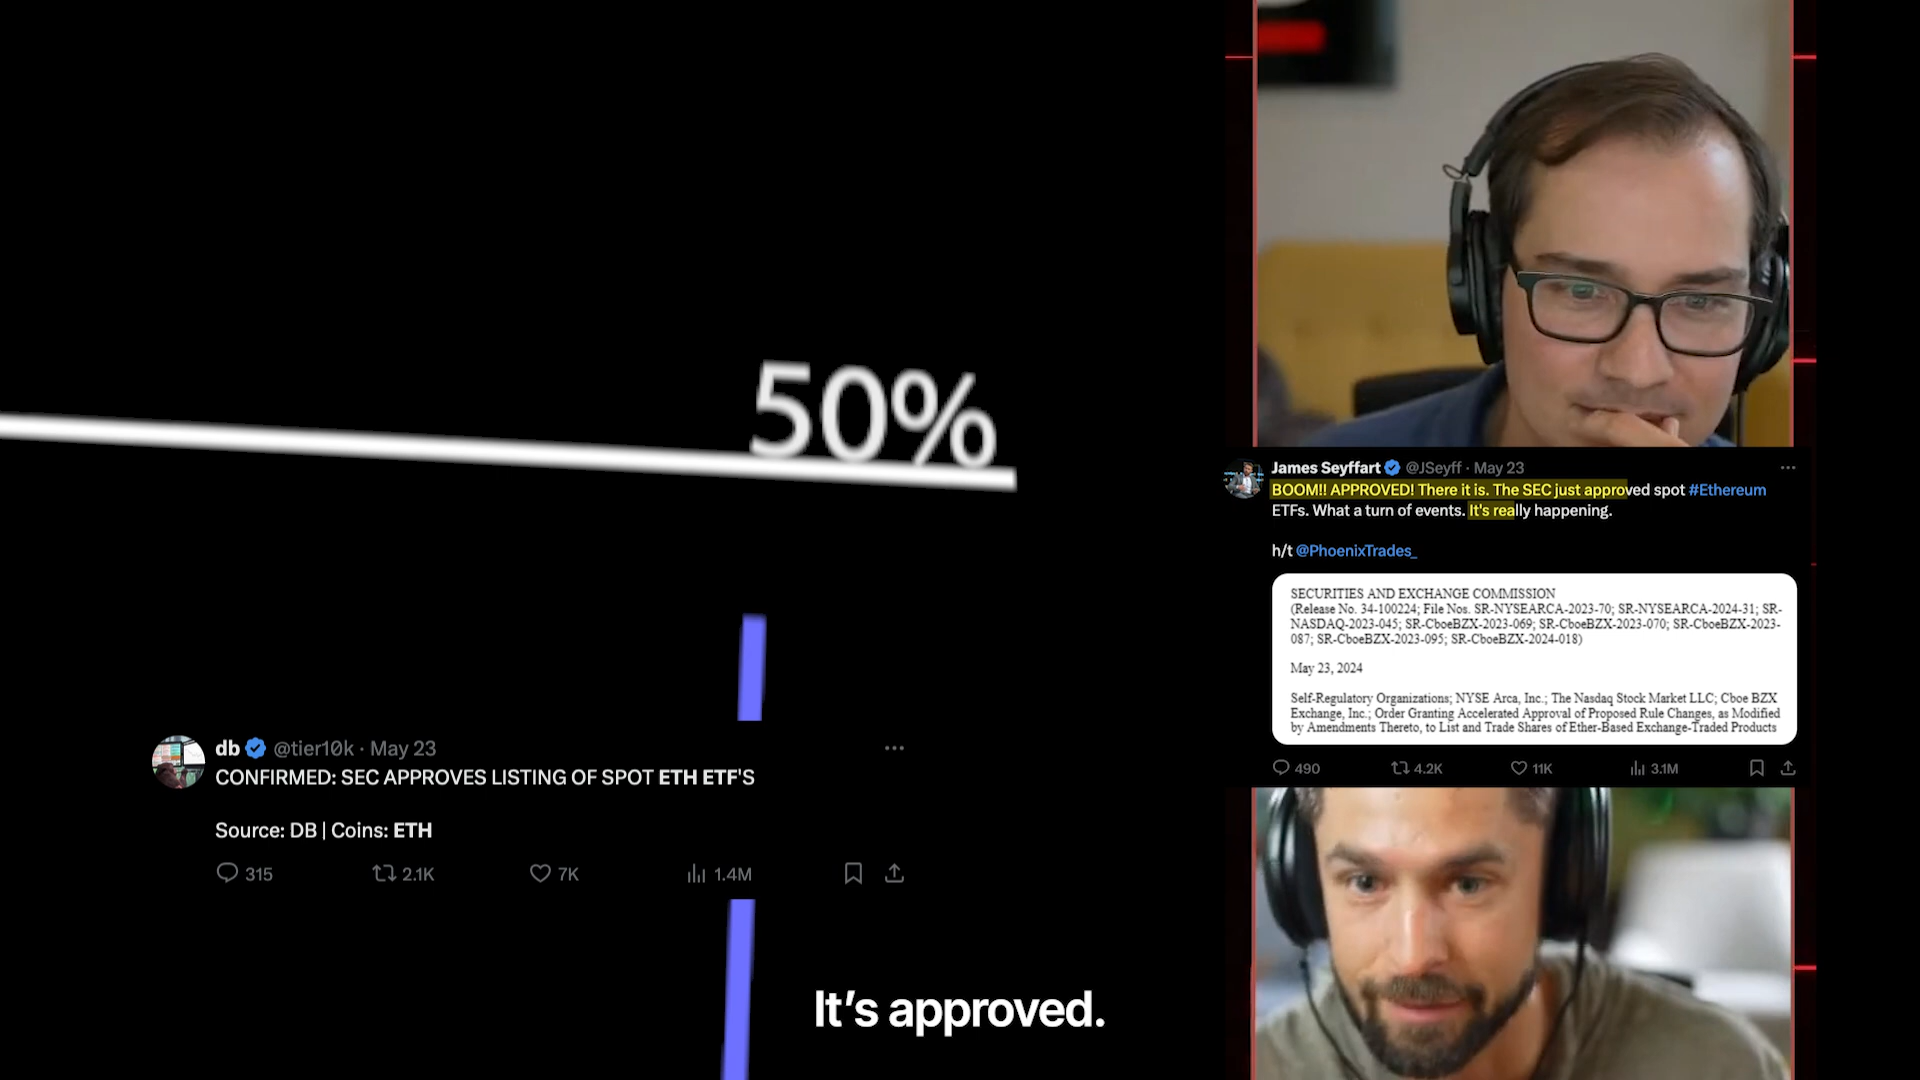 50%
db @tier10k · May 23
CONFIRMED: SEC APPROVES LISTING OF SPOT ETH ETF'S
Source: DB | Coins: ETH
315 2.1K 7K 1.4M
James Seyffart @JSeyff · May 23
BOOM!! APPROVED! There it is. The SEC just approved spot #Ethereum
ETFs. What a turn of events. It's really happening.
h/t @PhoenixTrades_
SECURITIES AND EXCHANGE COMMISSION
(Release No. 34-100224; File Nos. SR-NYSEARCA-2023-70; SR-NYSEARCA-2024-31; SR-
NASDAQ-2023-045; SR-CboeBZX-2023-069; SR-CboeBZX-2023-070; SR-CboeBZX-2023-
087; SR-CboeBZX-2023-095; SR-CboeBZX-2024-018)
May 23, 2024
Self-Regulatory Organizations; NYSE Arca, Inc.; The Nasdaq Stock Market LLC; Cboe BZX
Exchange, Inc.; Order Granting Accelerated Approval of Proposed Rule Changes, as Modified
by Amendments Thereto, to List and Trade Shares of Ether-Based Exchange-Traded Products
490 4.2K 11K 3.1M
It's approved.